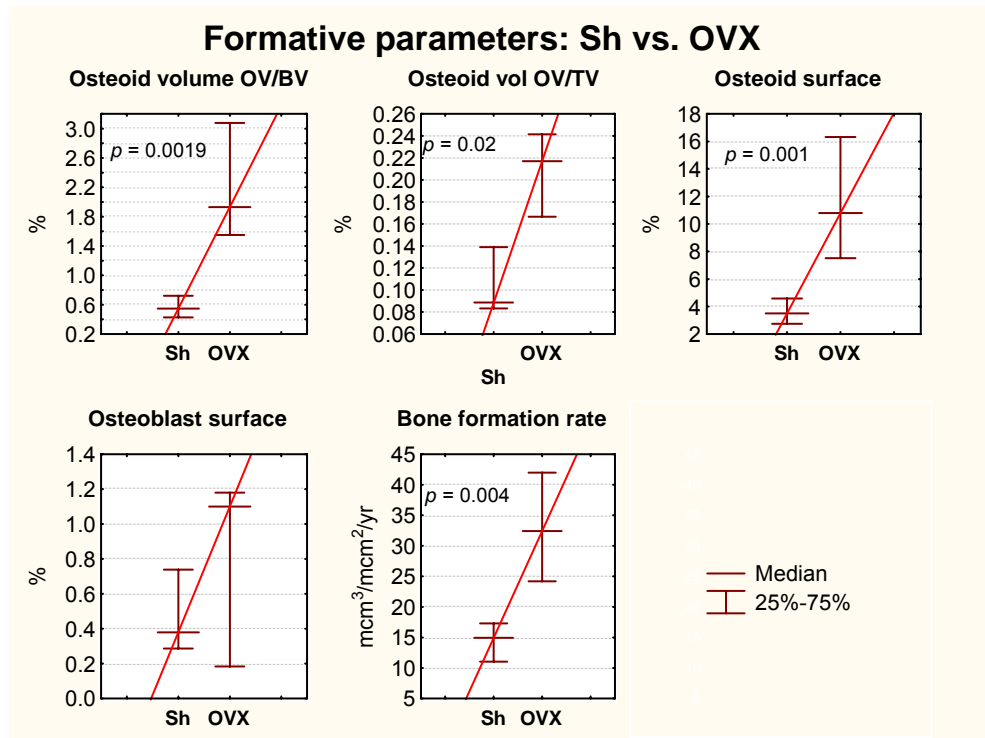 Formative parameters: Sh vs. OVX
Osteoid volume OV/BV
3.0
2.6
2.2
1.8
1.4
1.0
0.6
0.2
%
p = 0.0019
Sh OVX
Osteoid vol OV/TV
0.26
0.24
0.22
0.20
0.18
0.16
0.14
0.12
0.10
0.08
0.06
%
p = 0.02
OVX
Sh
Osteoid surface
18
16
14
12
10
8
6
4
2
%
p = 0.001
Sh OVX
Osteoblast surface
1.4
1.2
1.0
0.8
0.6
0.4
0.2
0.0
%
Sh OVX
Bone formation rate
45
40
35
30
25
20
15
10
5
mcm³/mcm²/yr
p = 0.004
Sh OVX
Median
25%-75%